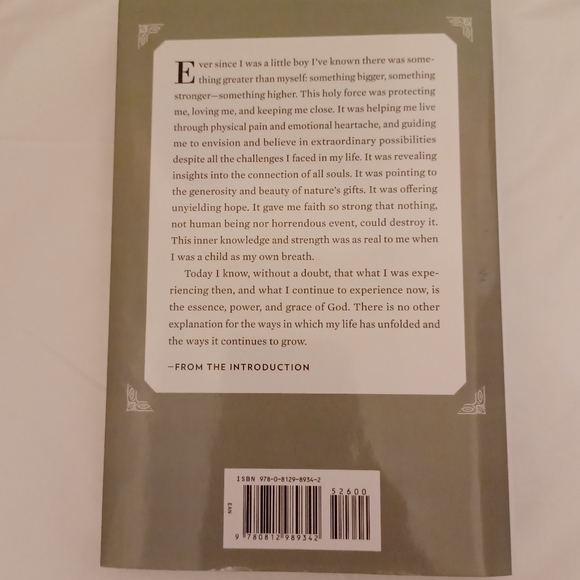 Ever since I was a little boy I've known there was some-
thing greater than myself: something bigger, something
stronger—something higher. This holy force was protecting
me, loving me, and keeping me close. It was helping me live
through physical pain and emotional heartache, and guiding
me to envision and believe in extraordinary possibilities
despite all the challenges I faced in my life. It was revealing
insights into the connection of all souls. It was pointing to
the generosity and beauty of nature's gifts. It was offering
unyielding hope. It gave me faith so strong that nothing,
not human being nor horrendous event, could destroy it.
This inner knowledge and strength was as real to me when
I was a child as my own breath.
Today I know, without a doubt, that what I was expe-
riencing then, and what I continue to experience now, is
the essence, power, and grace of God. There is no other
explanation for the ways in which my life has unfolded and
the ways it continues to grow.
—FROM THE INTRODUCTION
ISBN 978-0-8129-8934-2
52600
EAN
9 780812 989342